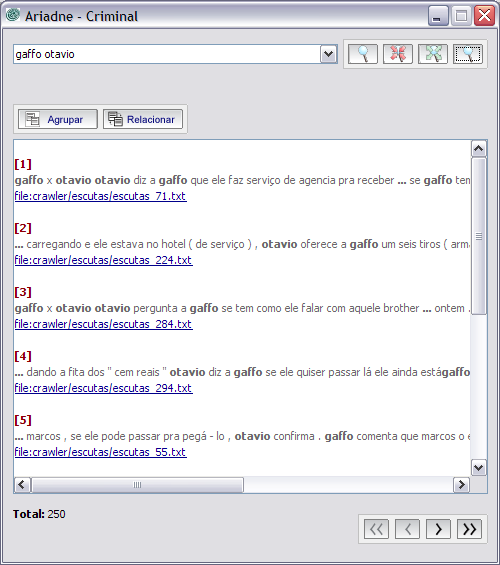 Ariadne - Criminal
gaffo otavio
Agrupar Relacionar
[1]
gaffo x otavio otavio diz a gaffo que ele faz serviço de agencia pra receber ... se gaffo tem
file:crawler/escutas/escutas_71.txt
[2]
... carregando e ele estava no hotel ( de serviço ) , otavio oferece a gaffo um seis tiros ( arma
file:crawler/escutas/escutas_224.txt
[3]
gaffo x otavio otavio pergunta a gaffo se tem como ele falar com aquele brother ... ontem .
file:crawler/escutas/escutas_284.txt
[4]
... dando a fita dos " cem reais " otavio diz a gaffo se ele quiser passar lá ele ainda estágaffo
file:crawler/escutas/escutas_294.txt
[5]
... marcos , se ele pode passar pra pegá - lo , otavio confirma . gaffo comenta que marcos o e
file:crawler/escutas/escutas_55.txt
Total: 250